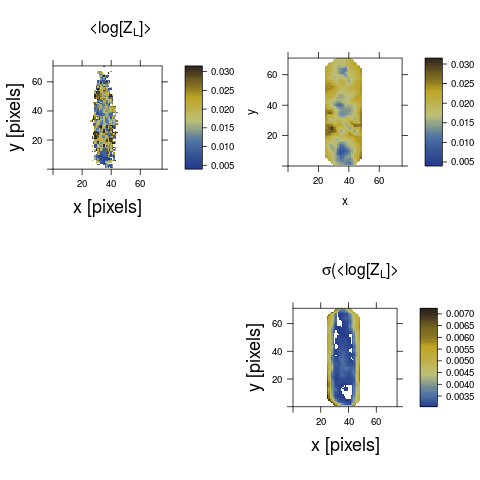 <log[Z_L]>
60
40
20
20 40 60
x [pixels]
y [pixels]
0.030
0.025
0.020
0.015
0.010
0.005
60
40
20
20 40 60
x
y
0.030
0.025
0.020
0.015
0.010
0.005
σ(<log[Z_L]>
60
40
20
20 40 60
x [pixels]
y [pixels]
0.0070
0.0065
0.0060
0.0055
0.0050
0.0045
0.0040
0.0035